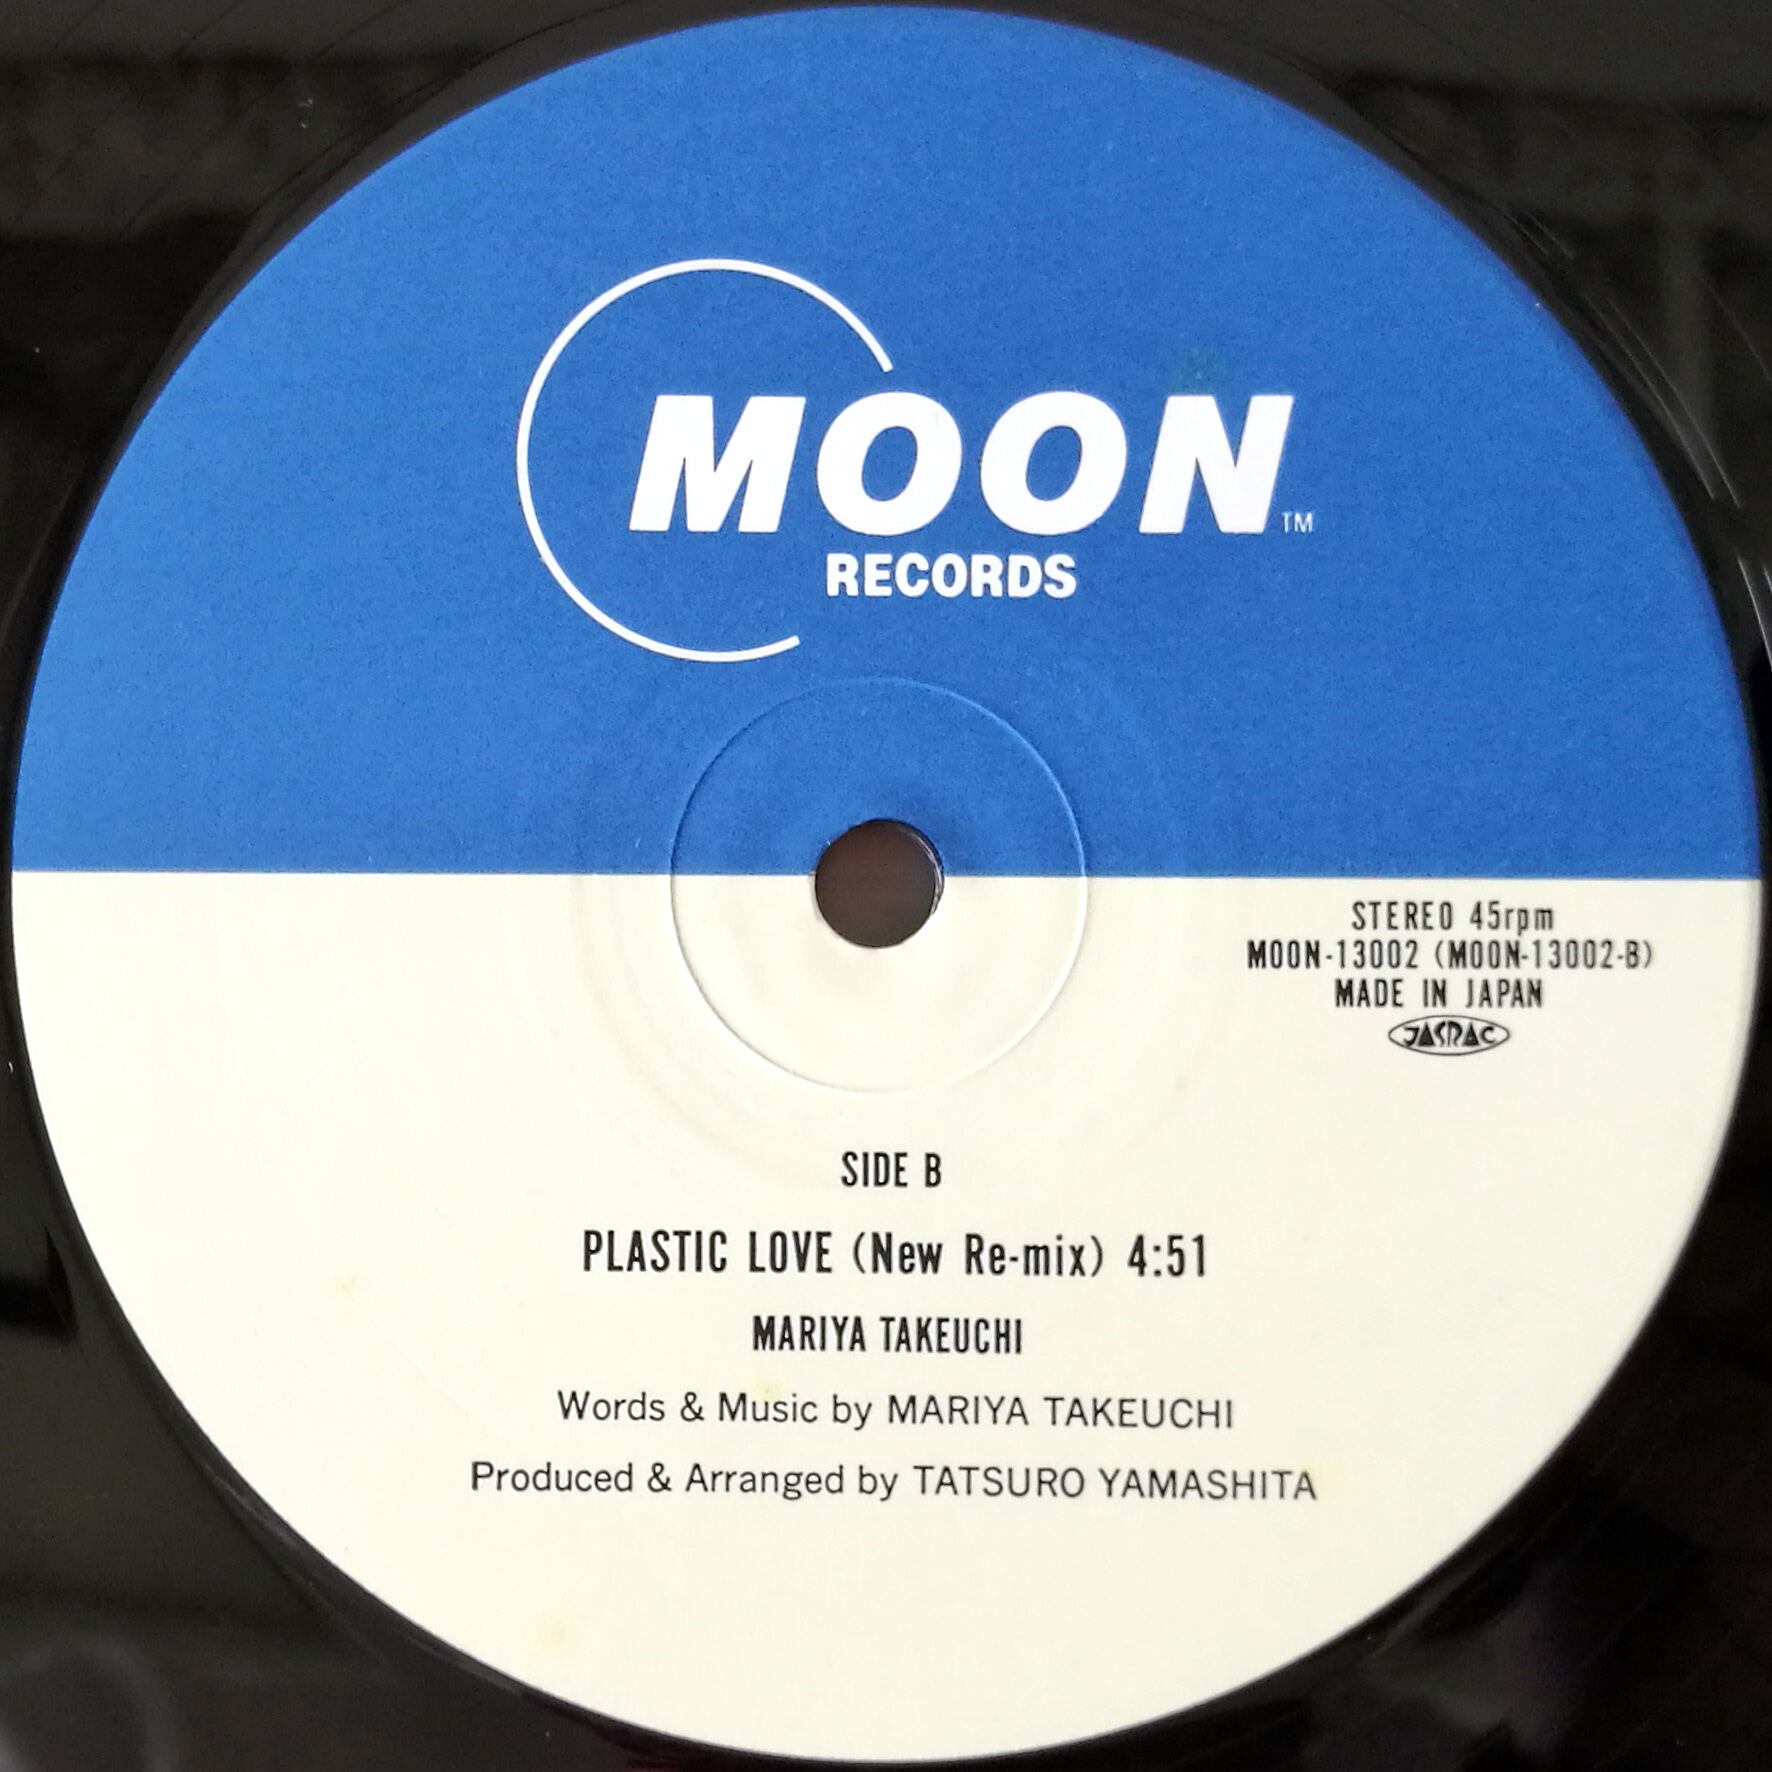 MOON TM
RECORDS
STEREO 45rpm
MOON-13002 (MOON-13002-B)
MADE IN JAPAN
JASRAC
SIDE B
PLASTIC LOVE (New Re-mix) 4:51
MARIYA TAKEUCHI
Words & Music by MARIYA TAKEUCHI
Produced & Arranged by TATSURO YAMASHITA